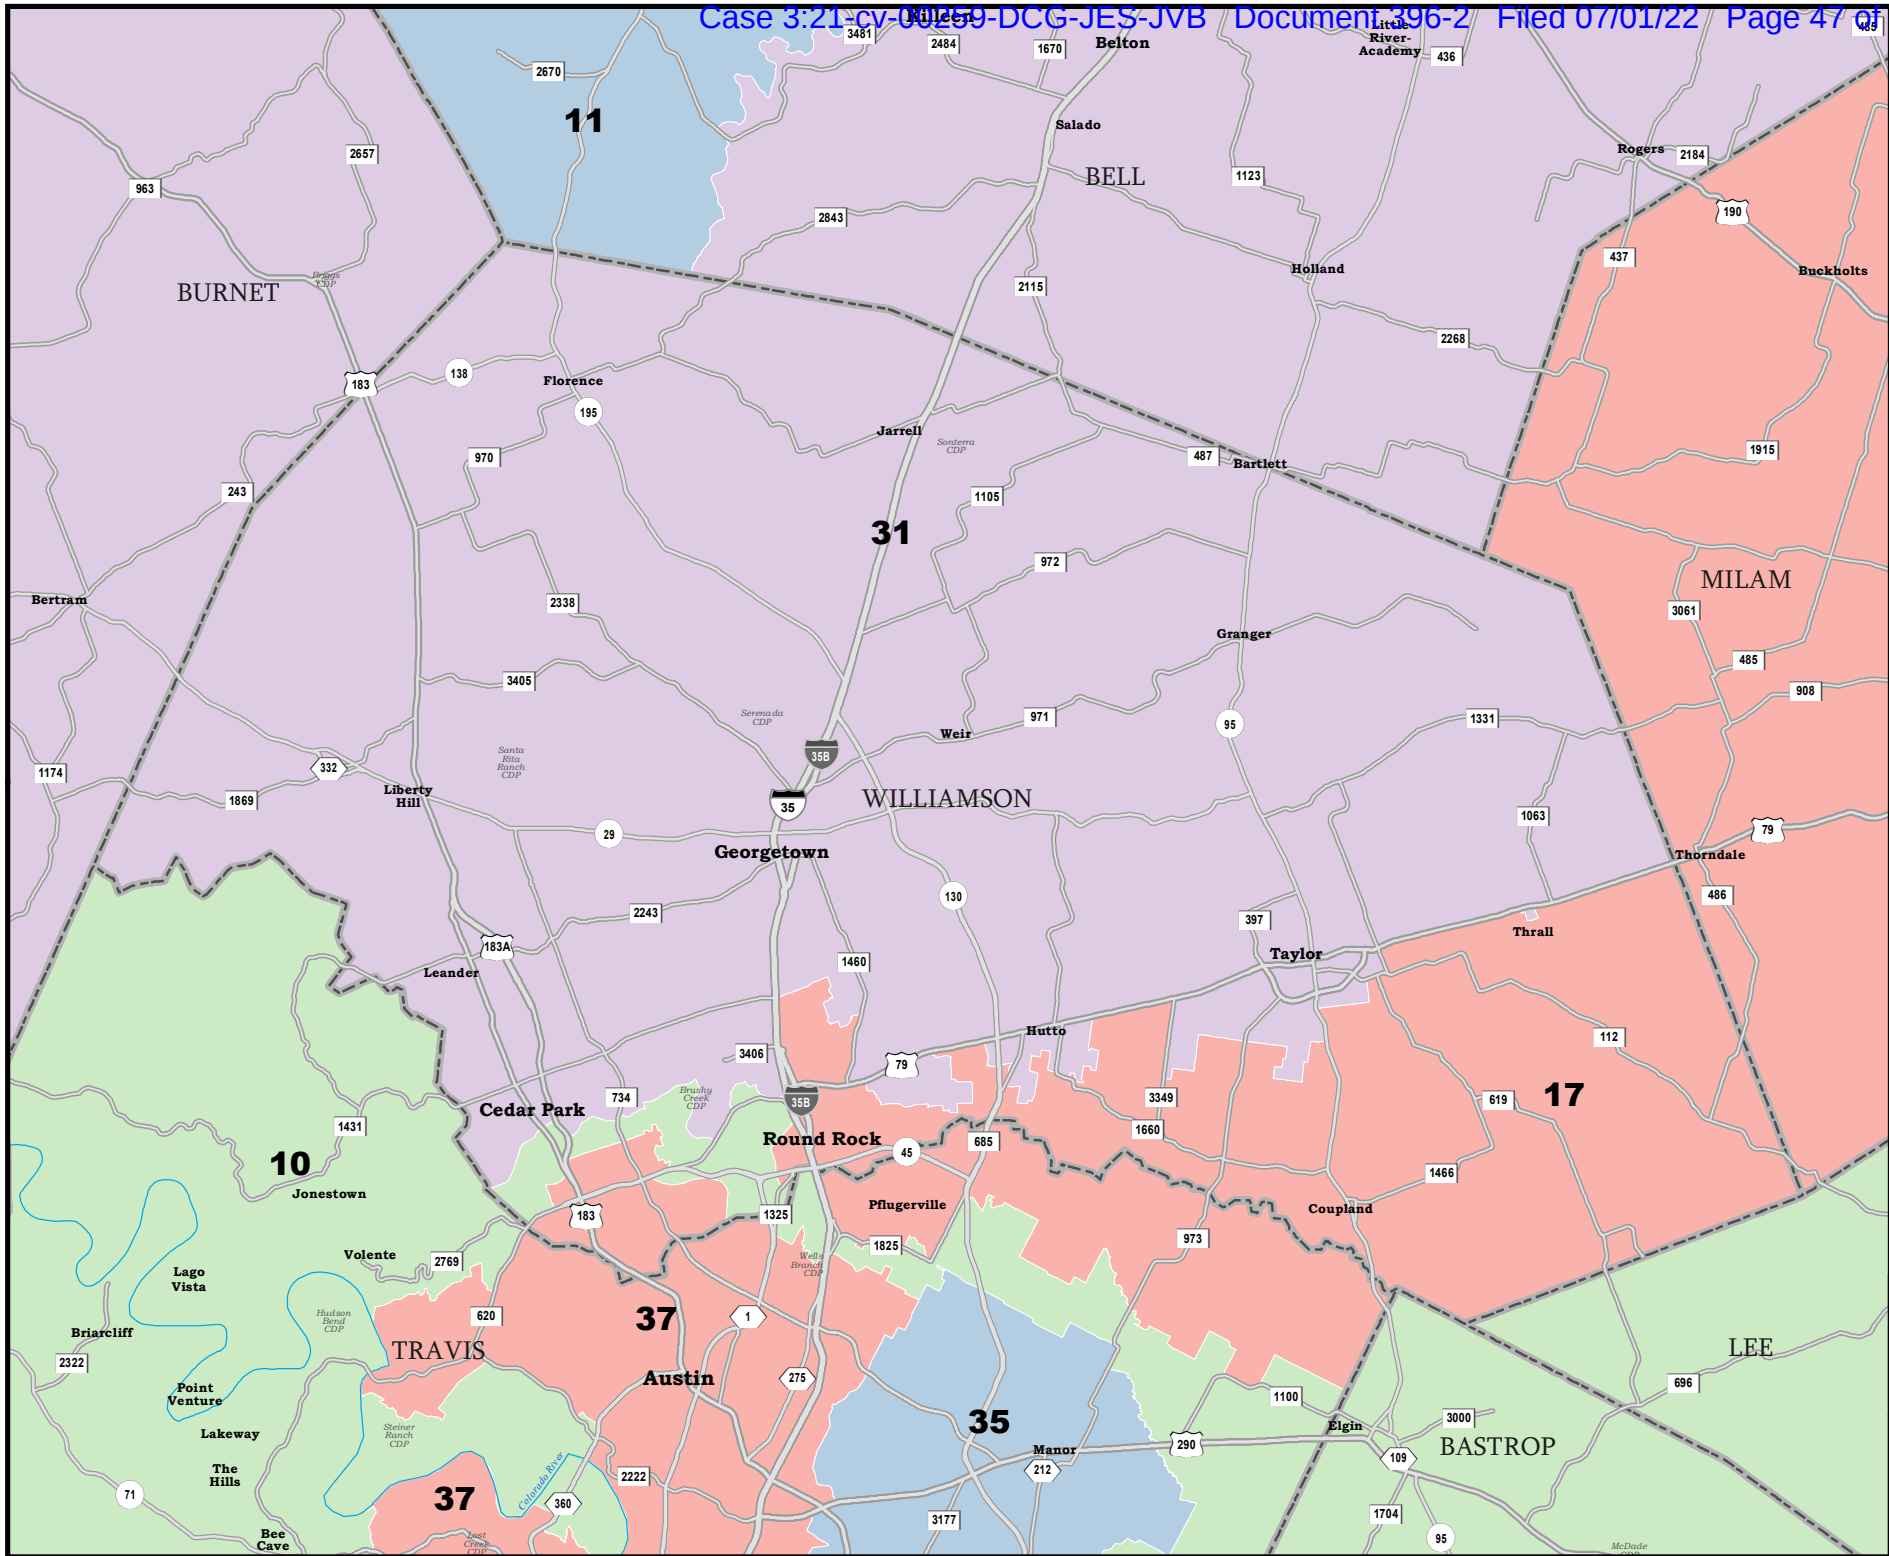 Case 3:21-cv-00259-DCG-JES-JVB Document 396-2 Filed 07/01/22 Page 47 of
Killeen
3481
2484
1670
Belton
Little
River-
Academy
436
485
2670
11
Salado
2657
963
BELL
1123
Rogers
2184
190
2843
437
Buckholts
Holland
Briggs
CDP
BURNET
2115
2268
183
138
Florence
195
Jarrell
Sonterra
CDP
970
487
Bartlett
1915
243
1105
31
972
MILAM
Bertram
2338
3061
Granger
485
3405
908
Serenada
CDP
971
95
1331
Weir
Santa
Rita
Ranch
CDP
35B
1174
332
Liberty
Hill
1869
35
WILLIAMSON
29
1063
79
Georgetown
Thorndale
130
486
2243
397
Thrall
183A
Leander
1460
Taylor
Hutto
112
3406
79
Brushy
Creek
CDP
734
35B
Cedar Park
3349
619
17
1431
1660
Round Rock
685
45
10
Jonestown
1466
Pflugerville
Coupland
183
1325
Volente
2769
1825
973
Wells
Branch
CDP
Lago
Vista
Hudson
Bend
CDP
620
37
1
Briarcliff
TRAVIS
LEE
2322
Austin
275
696
Point
Venture
1100
Lakeway
Steiner
Ranch
CDP
35
Elgin
3000
BASTROP
Manor
290
109
The
Hills
212
2222
Colorado River
71
37
360
3177
1704
95
Bee
Cave
Lost
Creek
CDP
McDade
CDP